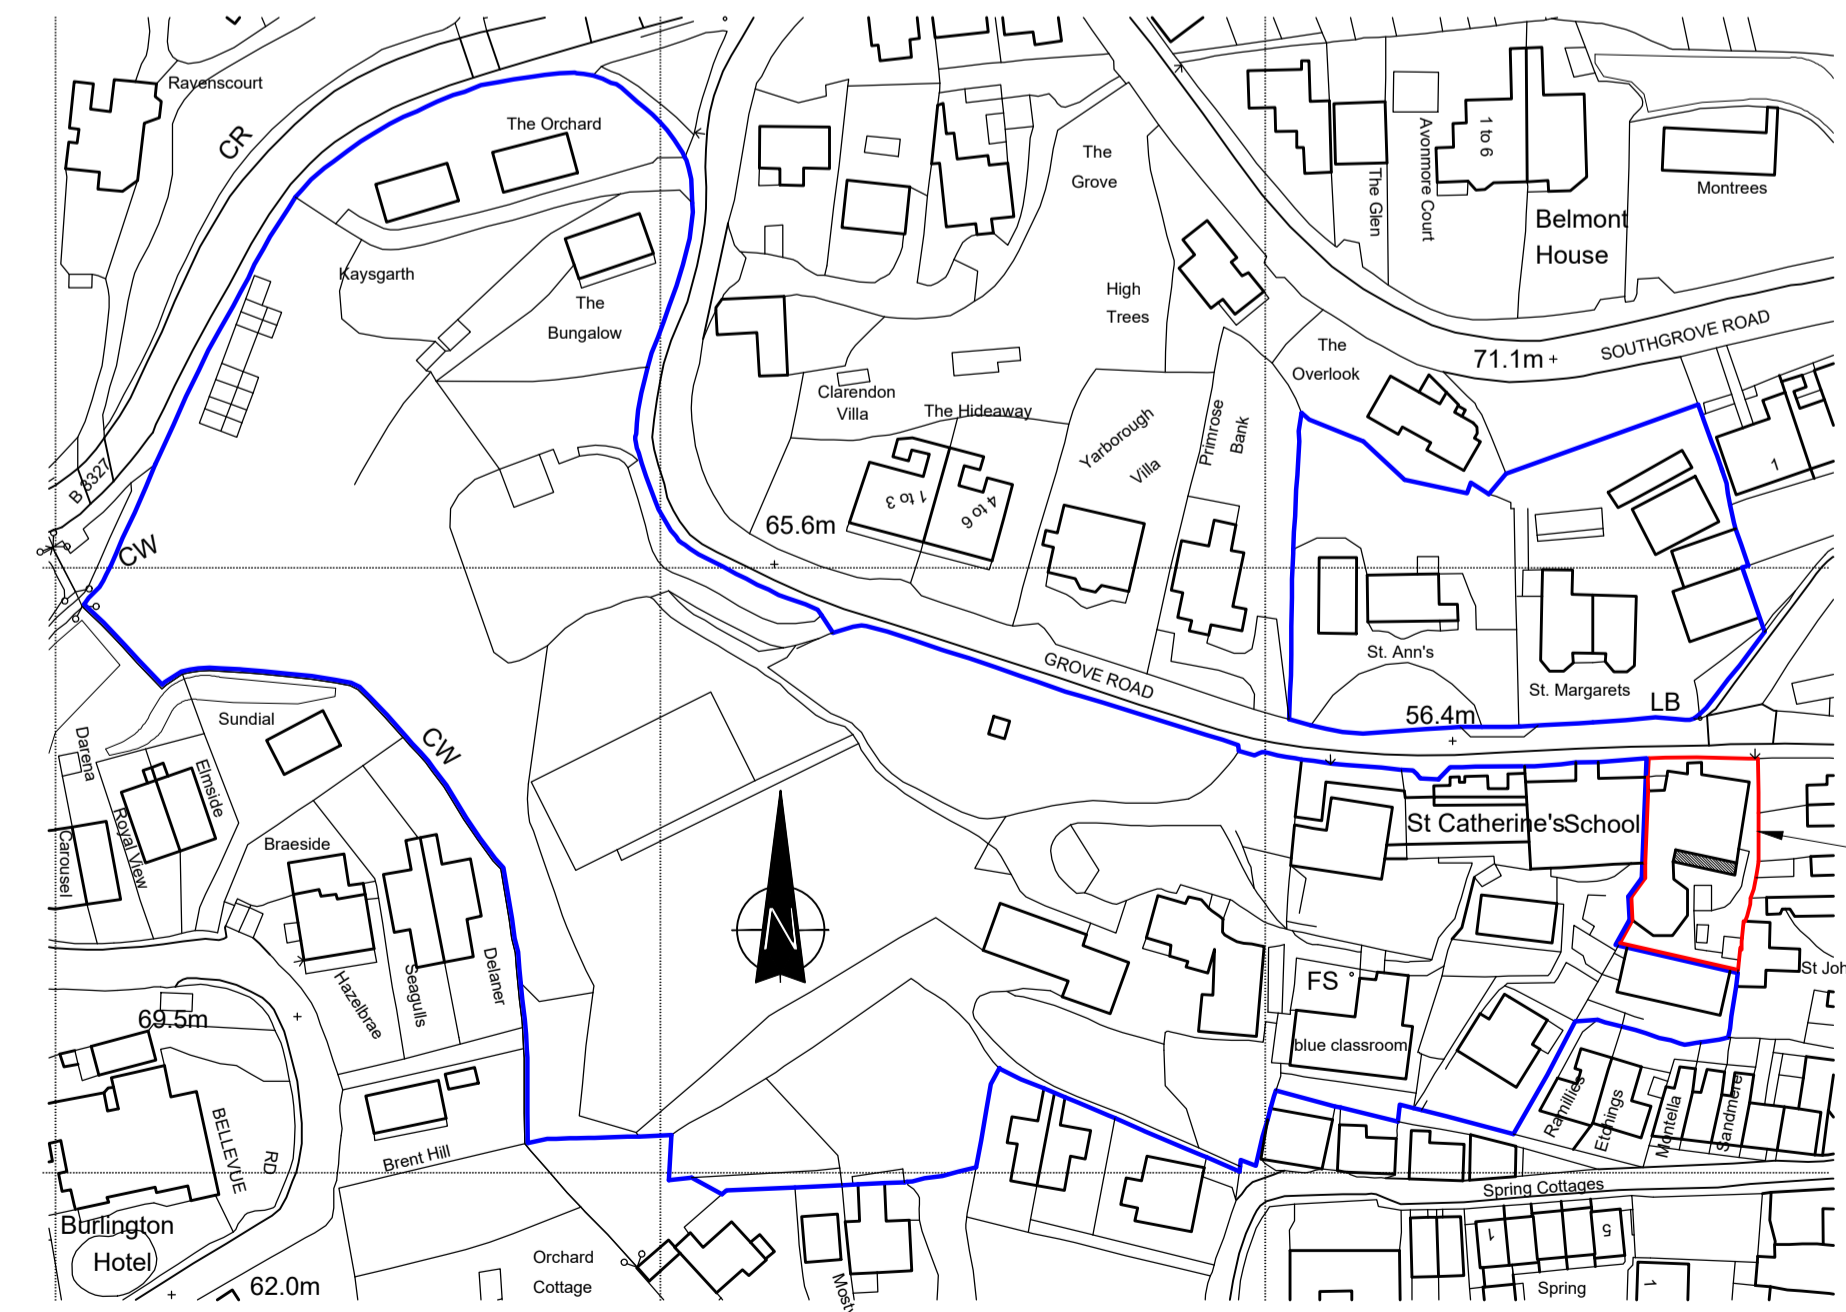 Ravenscourt
CR
The Orchard
Kaysgarth
The
Bungalow
B 3327
CW
The
Grove
High
Trees
Clarendon
Villa
The Hideaway
Yarborough
Villa
Primrose
Bank
1 to 3
4 to 6
65.6m
GROVE ROAD
The Glen
Avonmore Court
1 to 6
Belmont
House
Montrees
The
Overlook
71.1m
SOUTHGROVE ROAD
1
St. Ann's
St. Margarets
LB
56.4m
Sundial
CW
Darena
Elmside
Royal View
Carousel
Braeside
Hazelbrae
Seagulls
Delaner
69.5m
BELLEVUE
RD
Brent Hill
Burlington
Hotel
62.0m
N
Orchard
Cottage
St Catherine's School
FS
blue classroom
St Joh
Ramillies
Etchings
Montella
Sandmere
Spring Cottages
1
5
Spring
1